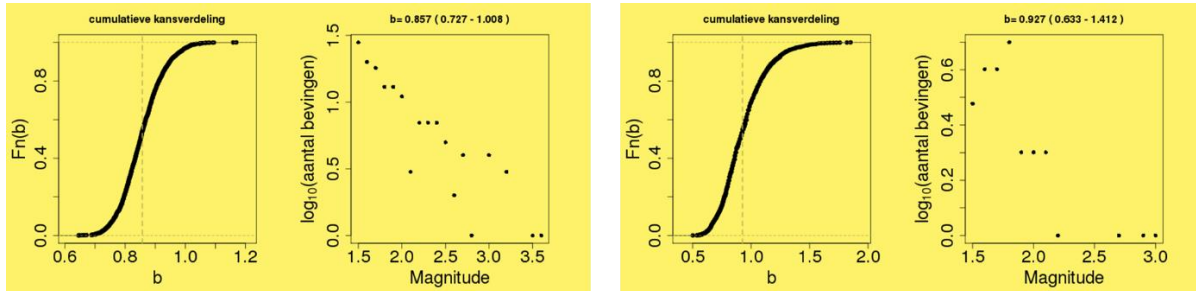 cumulatieve kansverdeling
Fn(b)
0.0 0.4 0.8
0.6 0.8 1.0 1.2
b
b= 0.857 ( 0.727 - 1.008 )
log10(aantal bevingen)
0.0 0.5 1.0 1.5
1.5 2.0 2.5 3.0 3.5
Magnitude
cumulatieve kansverdeling
Fn(b)
0.0 0.4 0.8
0.5 1.0 1.5 2.0
b
b= 0.927 ( 0.633 - 1.412 )
log10(aantal bevingen)
0.0 0.2 0.4 0.6
1.5 2.0 2.5 3.0
Magnitude